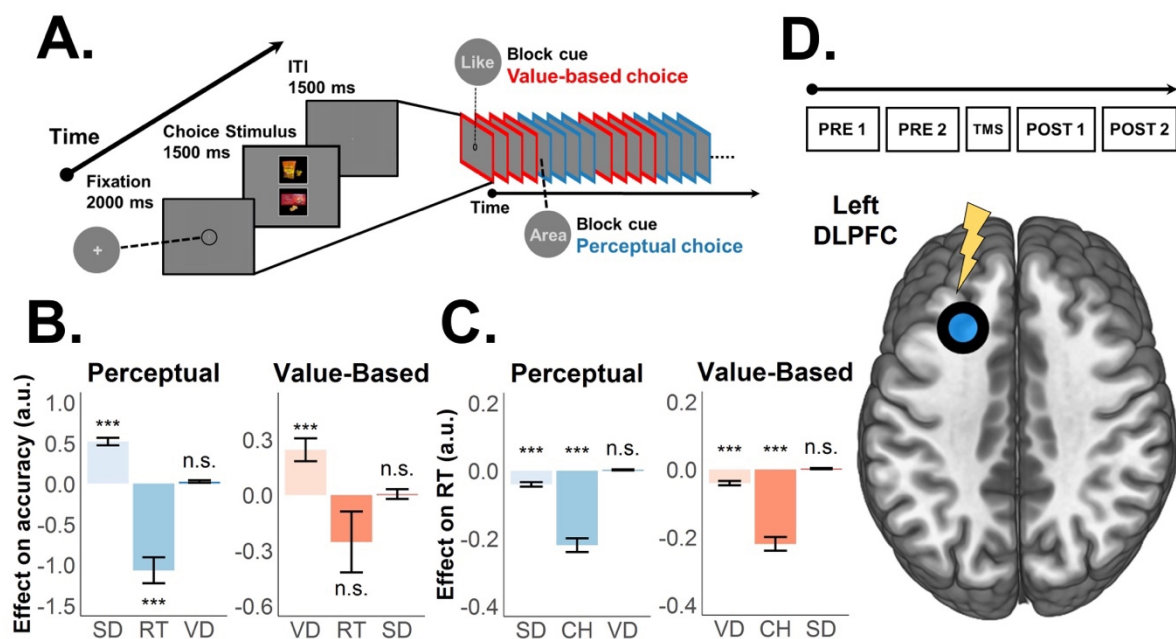 A.
Time
Fixation
2000 ms
+
Choice Stimulus
1500 ms
ITI
1500 ms
Like
Block cue
Value-based choice
Time
Area
Block cue
Perceptual choice
B.
Effect on accuracy (a.u.)
Perceptual
1.0
0.5
0.0
-0.5
-1.0
-1.5
***
***
n.s.
SD RT VD
Value-Based
0.3
0.0
-0.3
-0.6
***
n.s.
n.s.
VD RT SD
C.
Effect on RT (a.u.)
Perceptual
0.2
0.0
-0.2
-0.4
*** *** n.s.
SD CH VD
Value-Based
0.2
0.0
-0.2
-0.4
*** *** n.s.
VD CH SD
D.
PRE 1 PRE 2 TMS POST 1 POST 2
Left
DLPFC